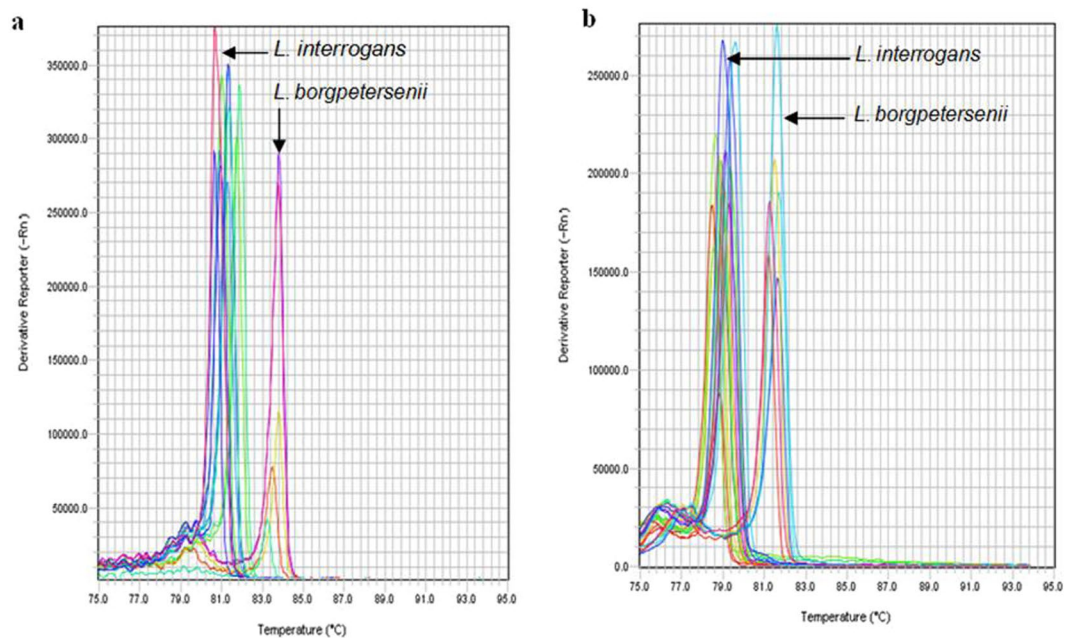 a
L. interrogans
L. borgpetersenii
350000.0
300000.0
250000.0
200000.0
150000.0
100000.0
50000.0
Derivative Reporter (-Rn')
75.0 77.0 79.0 81.0 83.0 85.0 87.0 89.0 91.0 93.0 95.0
Temperature (°C)
b
L. interrogans
L. borgpetersenii
250000.0
200000.0
150000.0
100000.0
50000.0
0.0
Derivative Reporter (-Rn')
75.0 77.0 79.0 81.0 83.0 85.0 87.0 89.0 91.0 93.0 95.0
Temperature (°C)